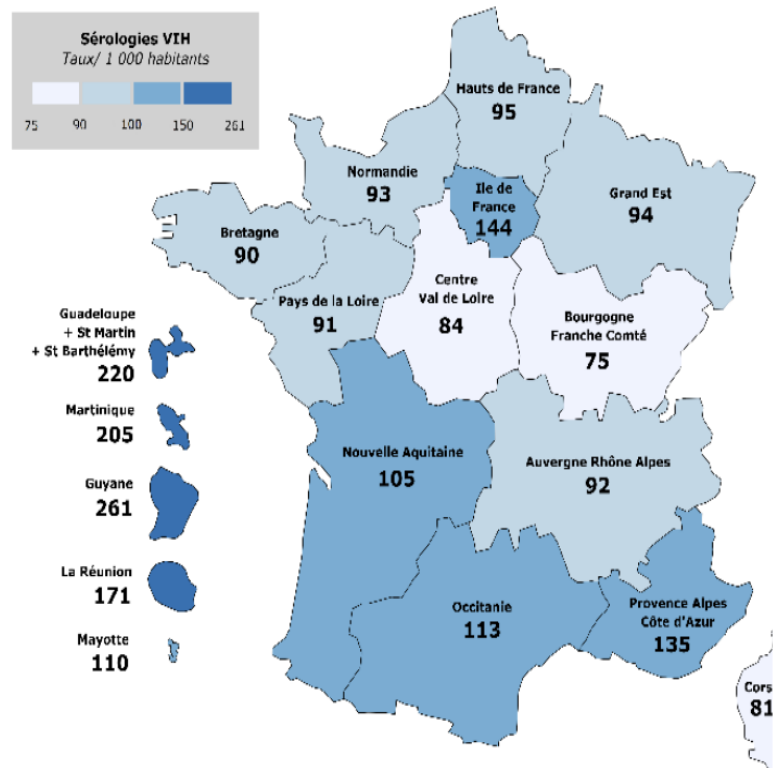 Sérologies VIH
Taux/ 1 000 habitants
75 90 100 150 261
Hauts de France
95
Normandie
93
Ile de
France
144
Grand Est
94
Bretagne
90
Pays de la Loire
91
Centre
Val de Loire
84
Bourgogne
Franche Comté
75
Guadeloupe
+ St Martin
+ St Barthélémy
220
Martinique
205
Guyane
261
La Réunion
171
Mayotte
110
Nouvelle Aquitaine
105
Auvergne Rhône Alpes
92
Occitanie
113
Provence Alpes
Côte d'Azur
135
Cors
81